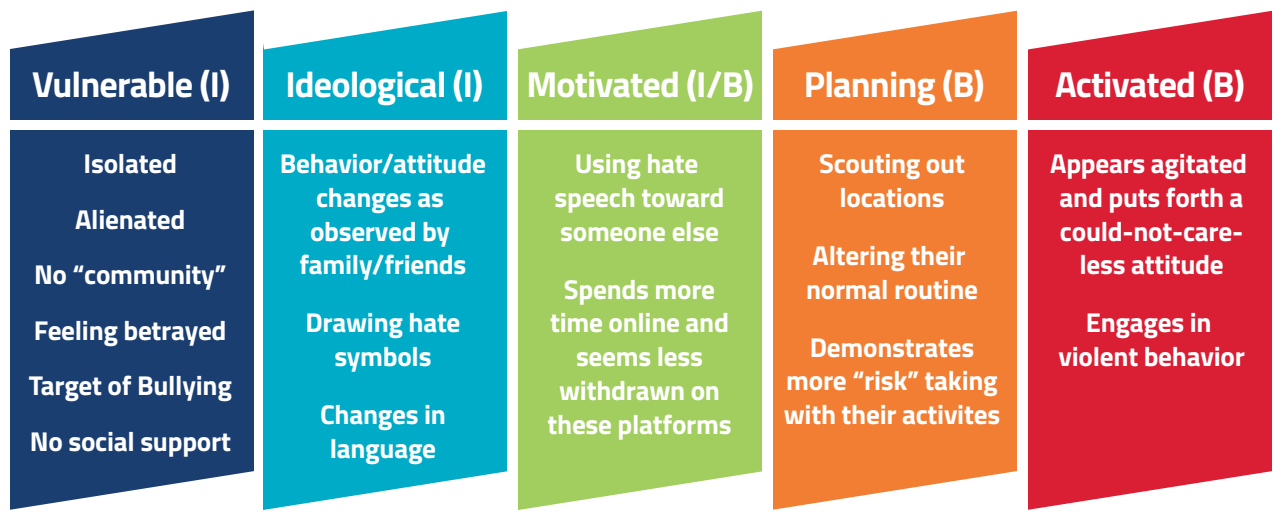 Vulnerable (I)
Isolated
Alienated
No “community”
Feeling betrayed
Target of Bullying
No social support
Ideological (I)
Behavior/attitude
changes as
observed by
family/friends
Drawing hate
symbols
Changes in
language
Motivated (I/B)
Using hate
speech toward
someone else
Spends more
time online and
seems less
withdrawn on
these platforms
Planning (B)
Scouting out
locations
Altering their
normal routine
Demonstrates
more “risk” taking
with their activites
Activated (B)
Appears agitated
and puts forth a
could-not-care-
less attitude
Engages in
violent behavior